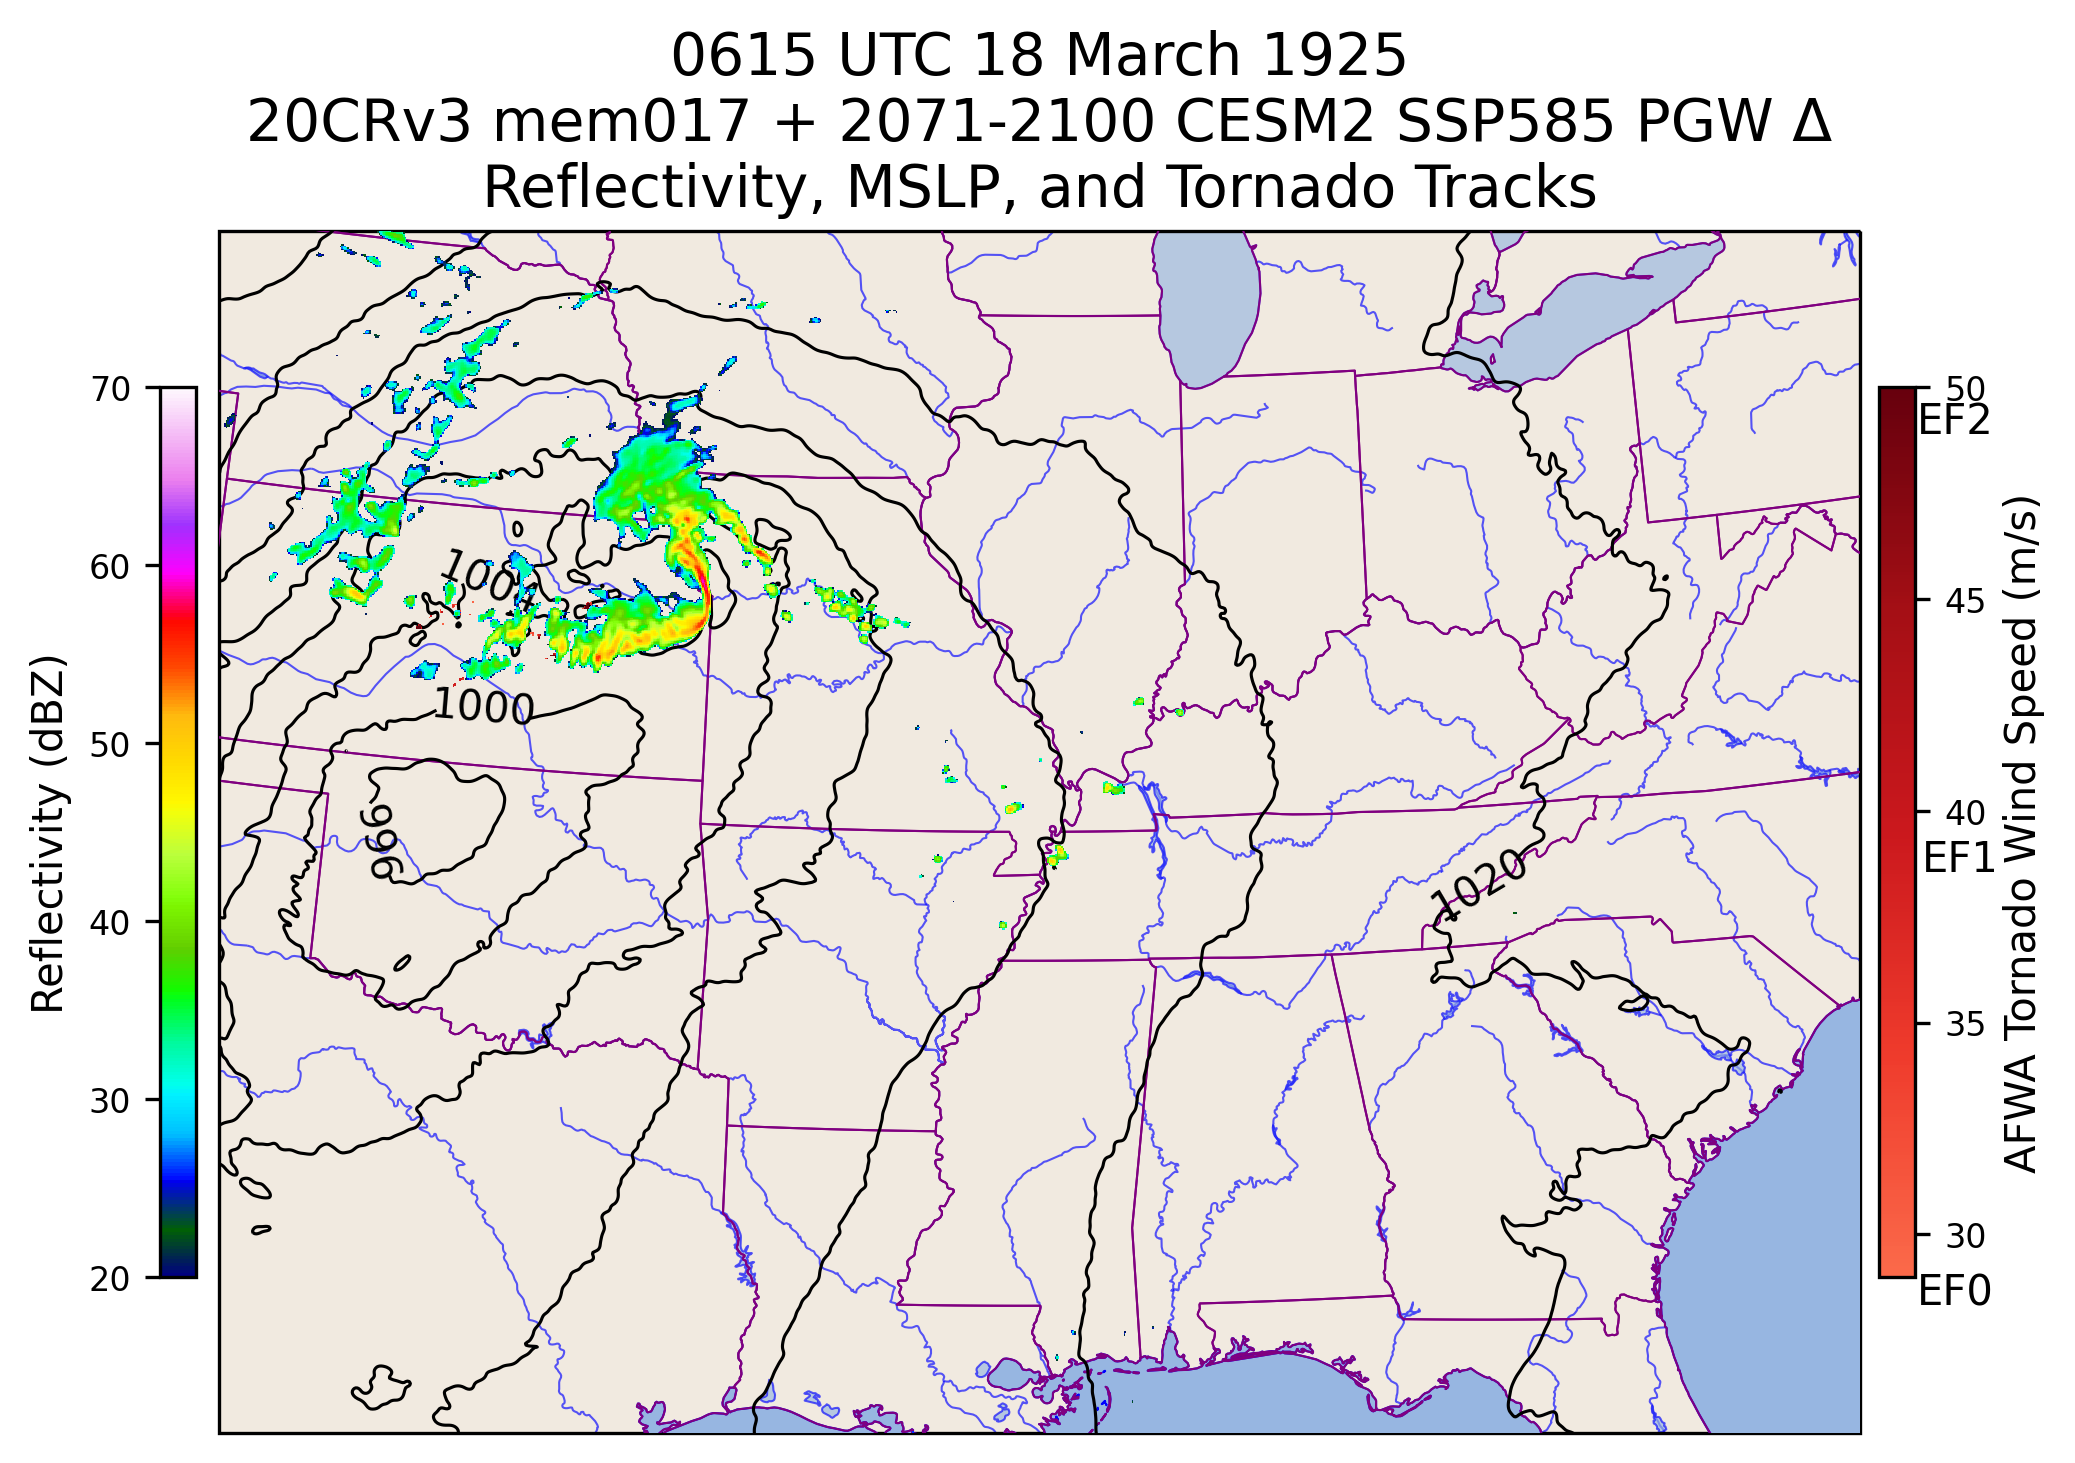 0615 UTC 18 March 1925
20CRv3 mem017 + 2071-2100 CESM2 SSP585 PGW Δ
Reflectivity, MSLP, and Tornado Tracks
70
60
50
40
30
20
Reflectivity (dBZ)
1004
1000
996
1020
50
EF2
45
40
EF1
35
30
EF0
AFWA Tornado Wind Speed (m/s)